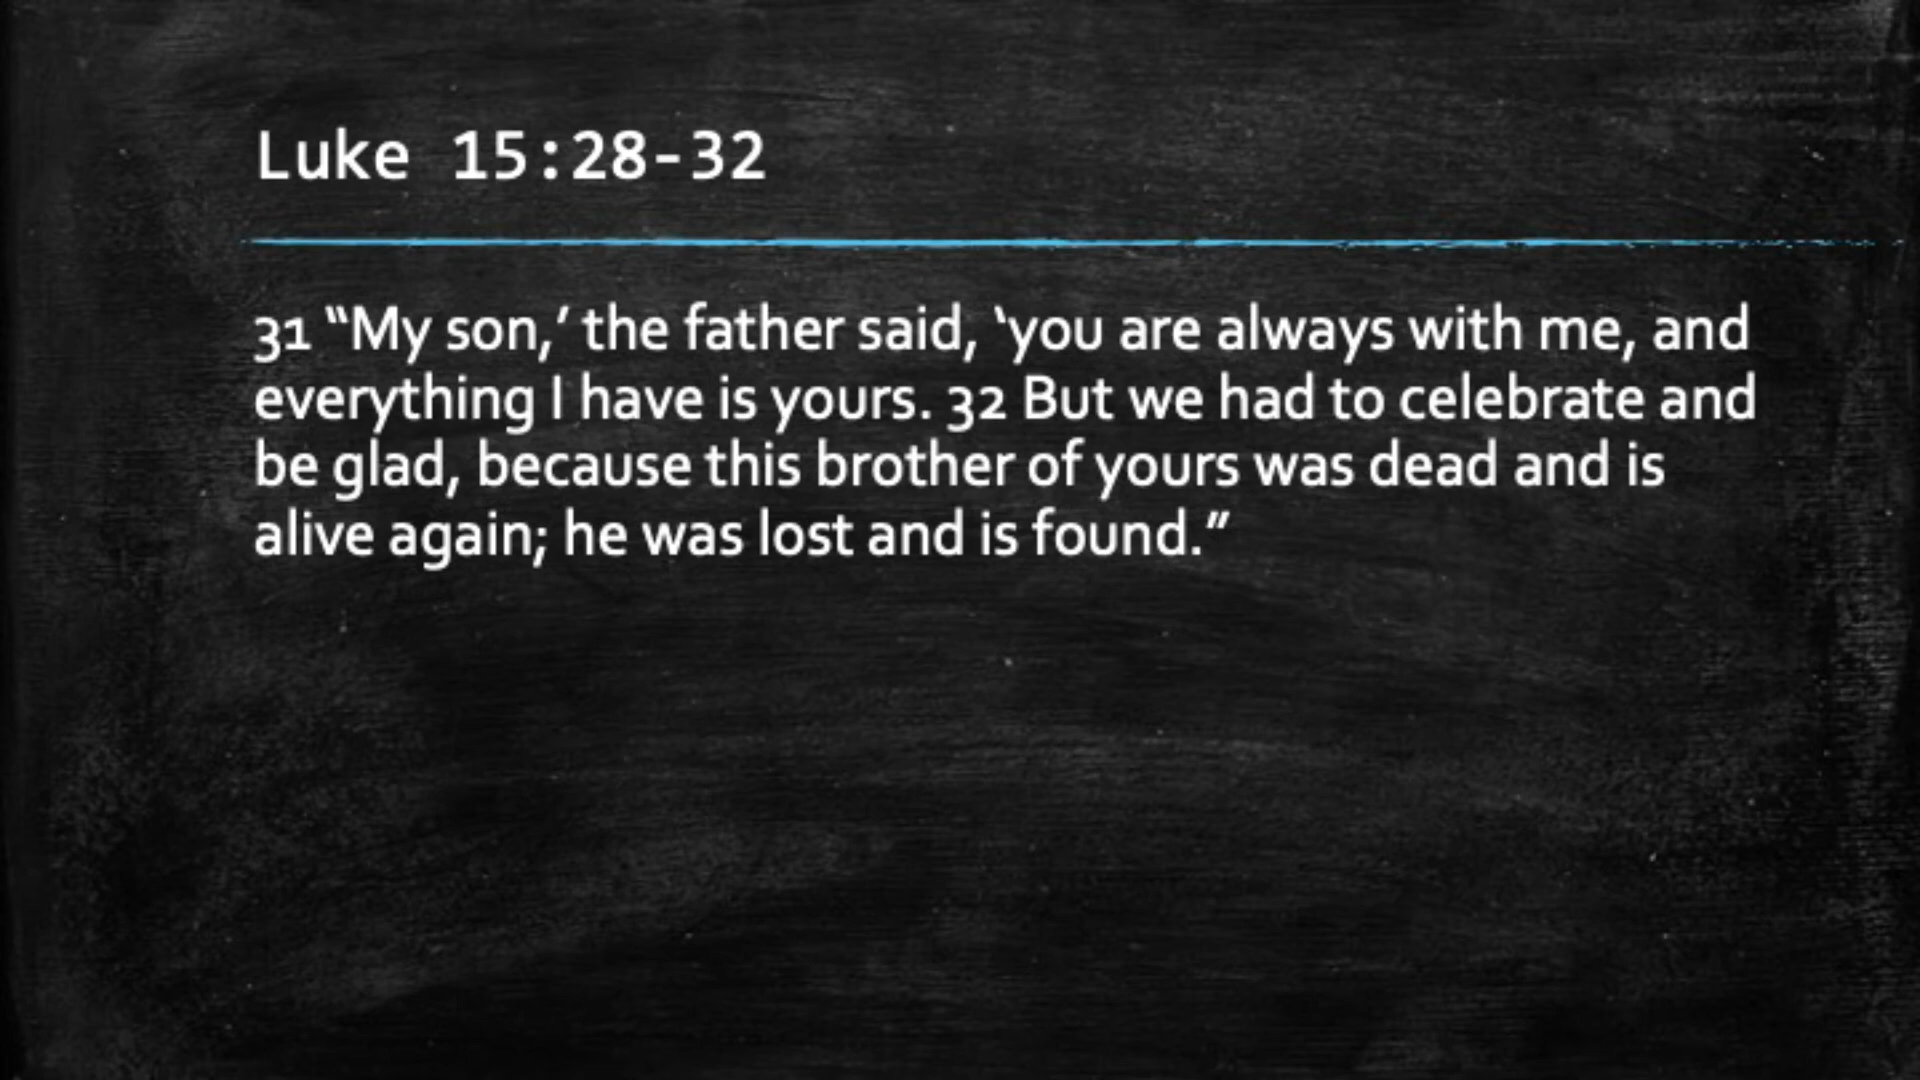 Luke 15:28-32
31 “My son,’ the father said, ‘you are always with me, and
everything I have is yours. 32 But we had to celebrate and
be glad, because this brother of yours was dead and is
alive again; he was lost and is found.”